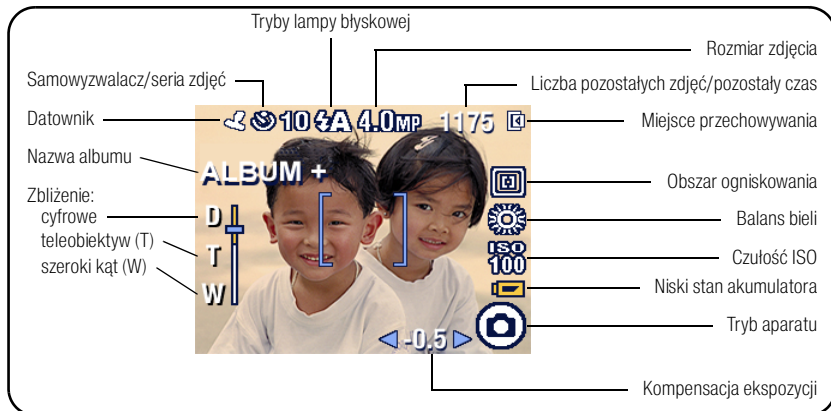 Tryby lampy błyskowej
Rozmiar zdjęcia
Samowyzwalacz/seria zdjęć
Liczba pozostałych zdjęć/pozostały czas
Datownik
10 A 4.0MP 1175
Miejsce przechowywania
Nazwa albumu
ALBUM +
Obszar ogniskowania
Zbliżenie:
cyfrowe
D
Balans bieli
teleobiektyw (T)
T
ISO
100
Czułość ISO
szeroki kąt (W)
W
Niski stan akumulatora
Tryb aparatu
-0.5
Kompensacja ekspozycji